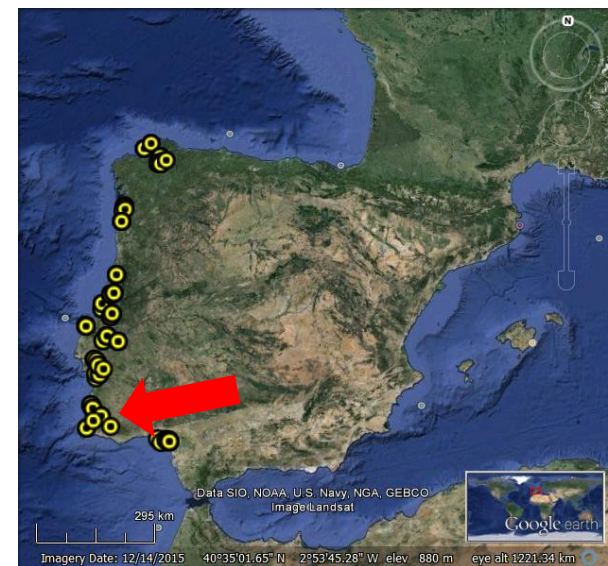 N
Data SIO, NOAA, U.S. Navy, NGA, GEBCO
Image Landsat
295 km
Google earth
Imagery Date: 12/14/2015 40°35'01.65" N 2°53'45.28" W elev 880 m eye alt 1221.34 km